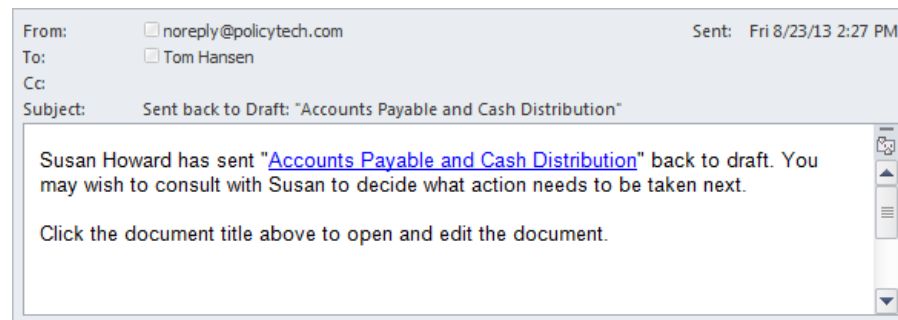 From: noreply@policytech.com Sent: Fri 8/23/13 2:27 PM
To: Tom Hansen
Cc:
Subject: Sent back to Draft: "Accounts Payable and Cash Distribution"
Susan Howard has sent "Accounts Payable and Cash Distribution" back to draft. You
may wish to consult with Susan to decide what action needs to be taken next.
Click the document title above to open and edit the document.